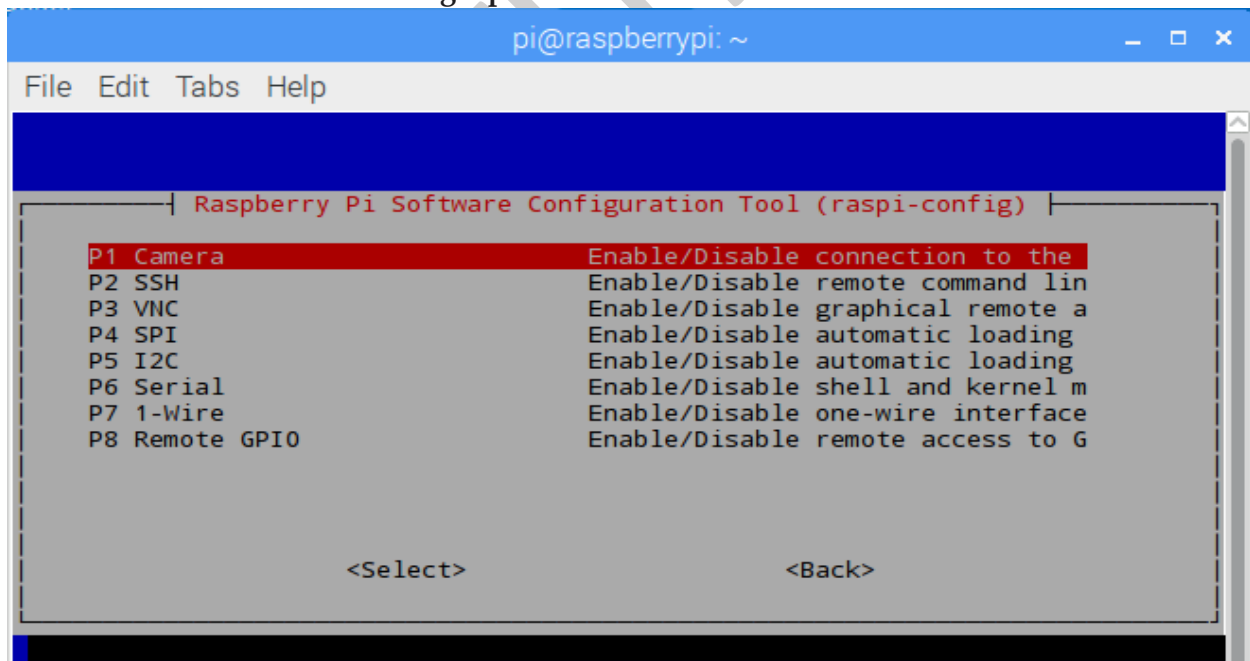 pi@raspberrypi: ~
File Edit Tabs Help
Raspberry Pi Software Configuration Tool (raspi-config)
P1 Camera Enable/Disable connection to the
P2 SSH Enable/Disable remote command lin
P3 VNC Enable/Disable graphical remote a
P4 SPI Enable/Disable automatic loading
P5 I2C Enable/Disable automatic loading
P6 Serial Enable/Disable shell and kernel m
P7 1-Wire Enable/Disable one-wire interface
P8 Remote GPIO Enable/Disable remote access to G
<Select> <Back>